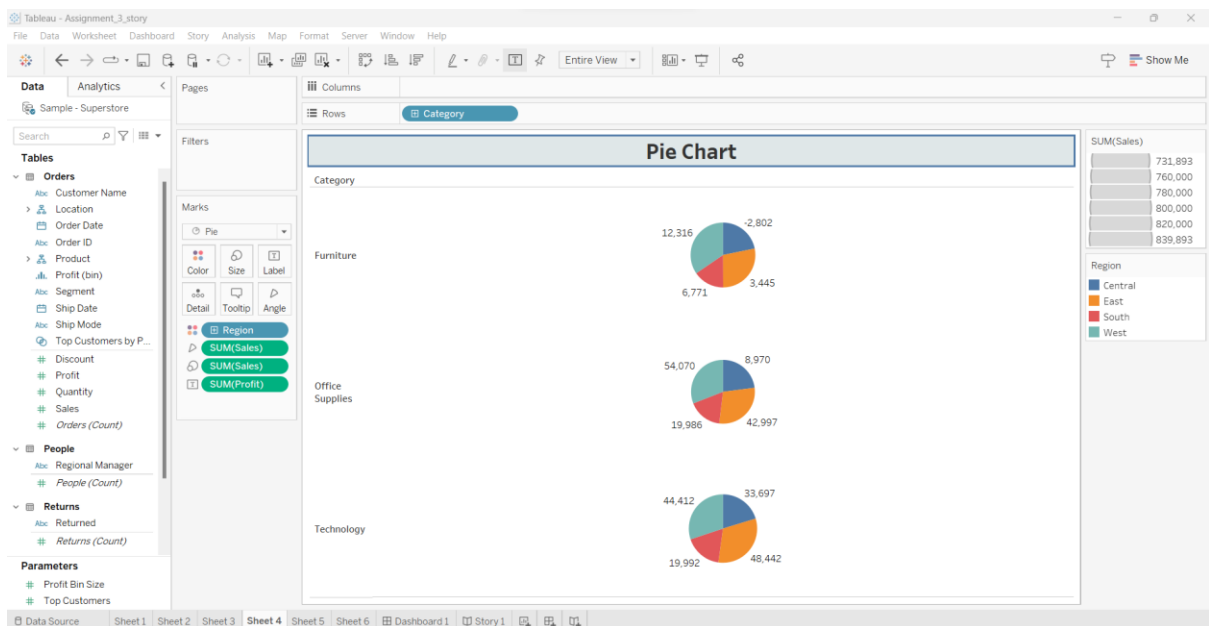 Tableau - Assignment_3_story
File Data Worksheet Dashboard Story Analysis Map Format Server Window Help
Entire View
Show Me
Data Analytics
Sample - Superstore
Search
Tables
Orders
Abc Customer Name
Location
Order Date
Abc Order ID
Product
Profit (bin)
Abc Segment
Ship Date
Abc Ship Mode
Top Customers by P...
# Discount
# Profit
# Quantity
# Sales
# Orders (Count)
People
Abc Regional Manager
# People (Count)
Returns
Abc Returned
# Returns (Count)
Parameters
# Profit Bin Size
# Top Customers
Pages
Filters
Marks
Pie
Color Size Label
Detail Tooltip Angle
Region
SUM(Sales)
SUM(Sales)
SUM(Profit)
Columns
Rows Category
Pie Chart
Category
Furniture
12,316 -2,802
6,771 3,445
Office
Supplies
54,070 8,970
19,986 42,997
Technology
44,412 33,697
19,992 48,442
SUM(Sales)
731,893
760,000
780,000
800,000
820,000
839,893
Region
Central
East
South
West
Data Source Sheet 1 Sheet 2 Sheet 3 Sheet 4 Sheet 5 Sheet 6 Dashboard 1 Story 1